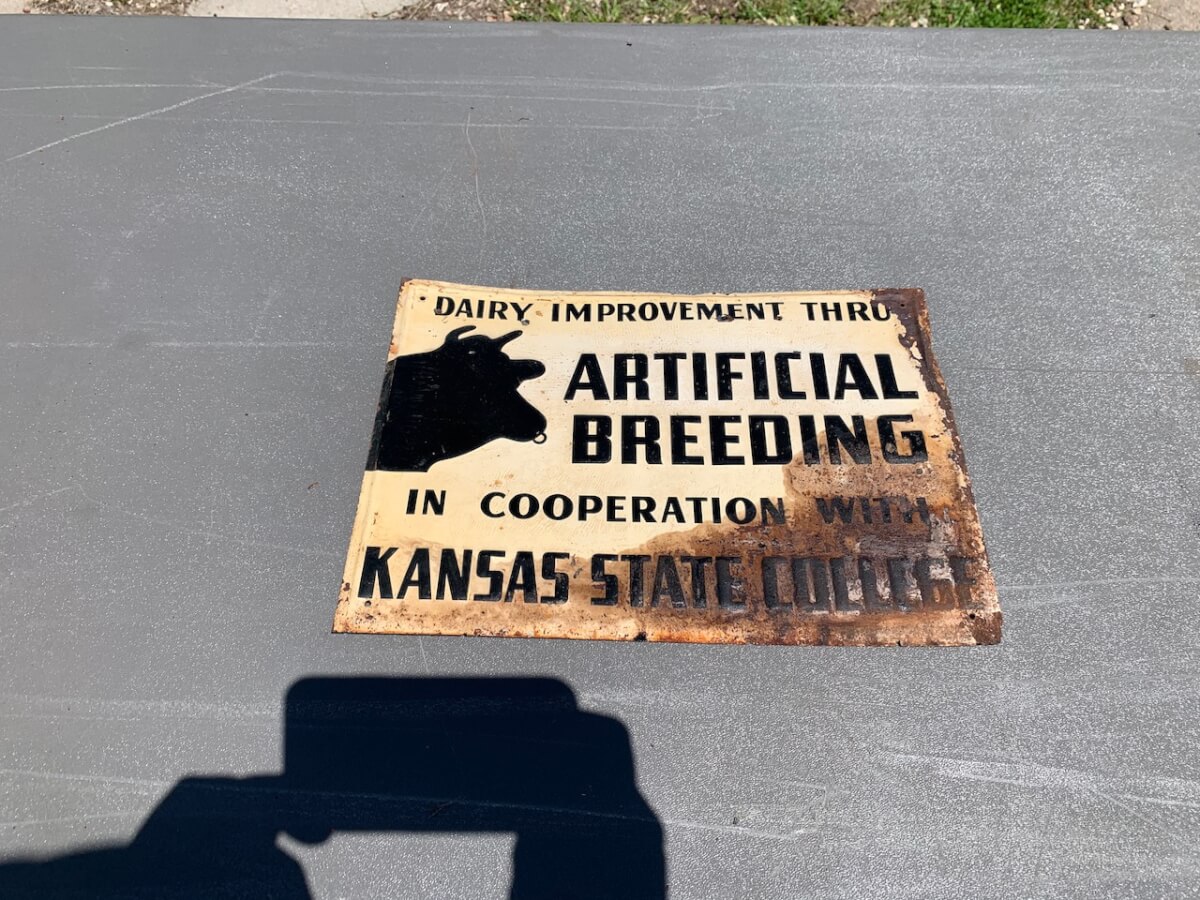 DAIRY IMPROVEMENT THRU
ARTIFICIAL
BREEDING
IN COOPERATION WITH
KANSAS STATE COLLEGE